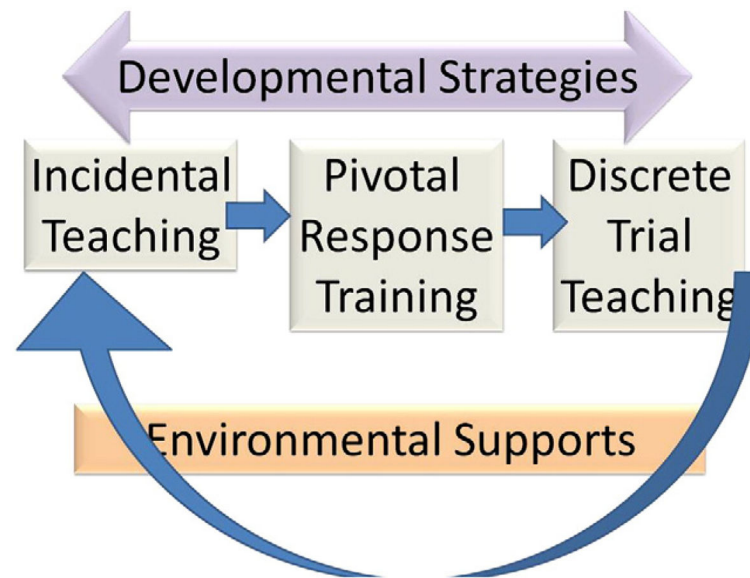 Developmental Strategies
Incidental
Teaching
Pivotal
Response
Training
Discrete
Trial
Teaching
Environmental Supports